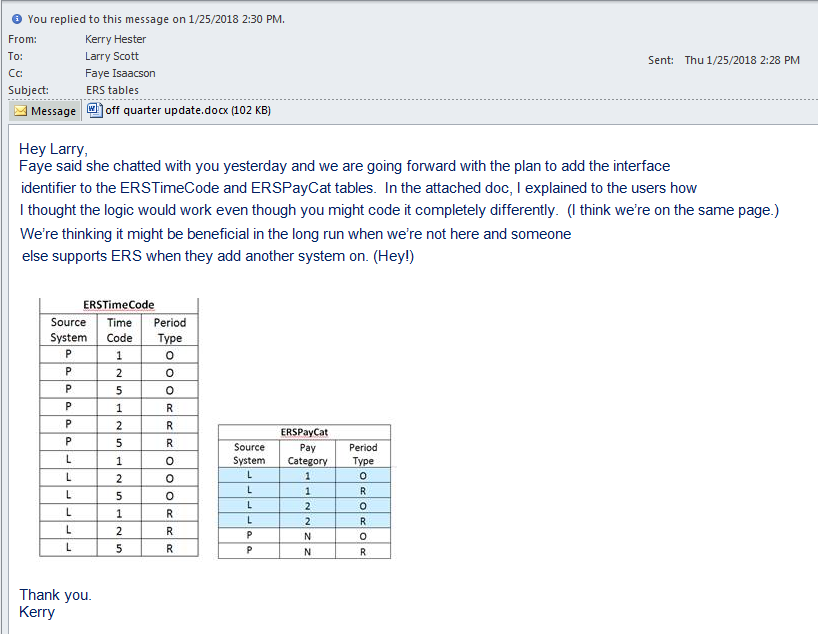 You replied to this message on 1/25/2018 2:30 PM.
From: Kerry Hester
To: Larry Scott
Sent: Thu 1/25/2018 2:28 PM
Cc: Faye Isaacson
Subject: ERS tables
Message off quarter update.docx (102 KB)
Hey Larry,
Faye said she chatted with you yesterday and we are going forward with the plan to add the interface
identifier to the ERSTimeCode and ERSPayCat tables. In the attached doc, I explained to the users how
I thought the logic would work even though you might code it completely differently. (I think we're on the same page.)
We're thinking it might be beneficial in the long run when we're not here and someone
else supports ERS when they add another system on. (Hey!)
ERSTimeCode
Source Time Period
System Code Type
P 1 O
P 2 O
P 5 O
P 1 R
P 2 R
P 5 R
L 1 O
L 2 O
L 5 O
L 1 R
L 2 R
L 5 R
ERSPayCat
Source Pay Period
System Category Type
L 1 O
L 1 R
L 2 O
L 2 R
P N O
P N R
Thank you.
Kerry